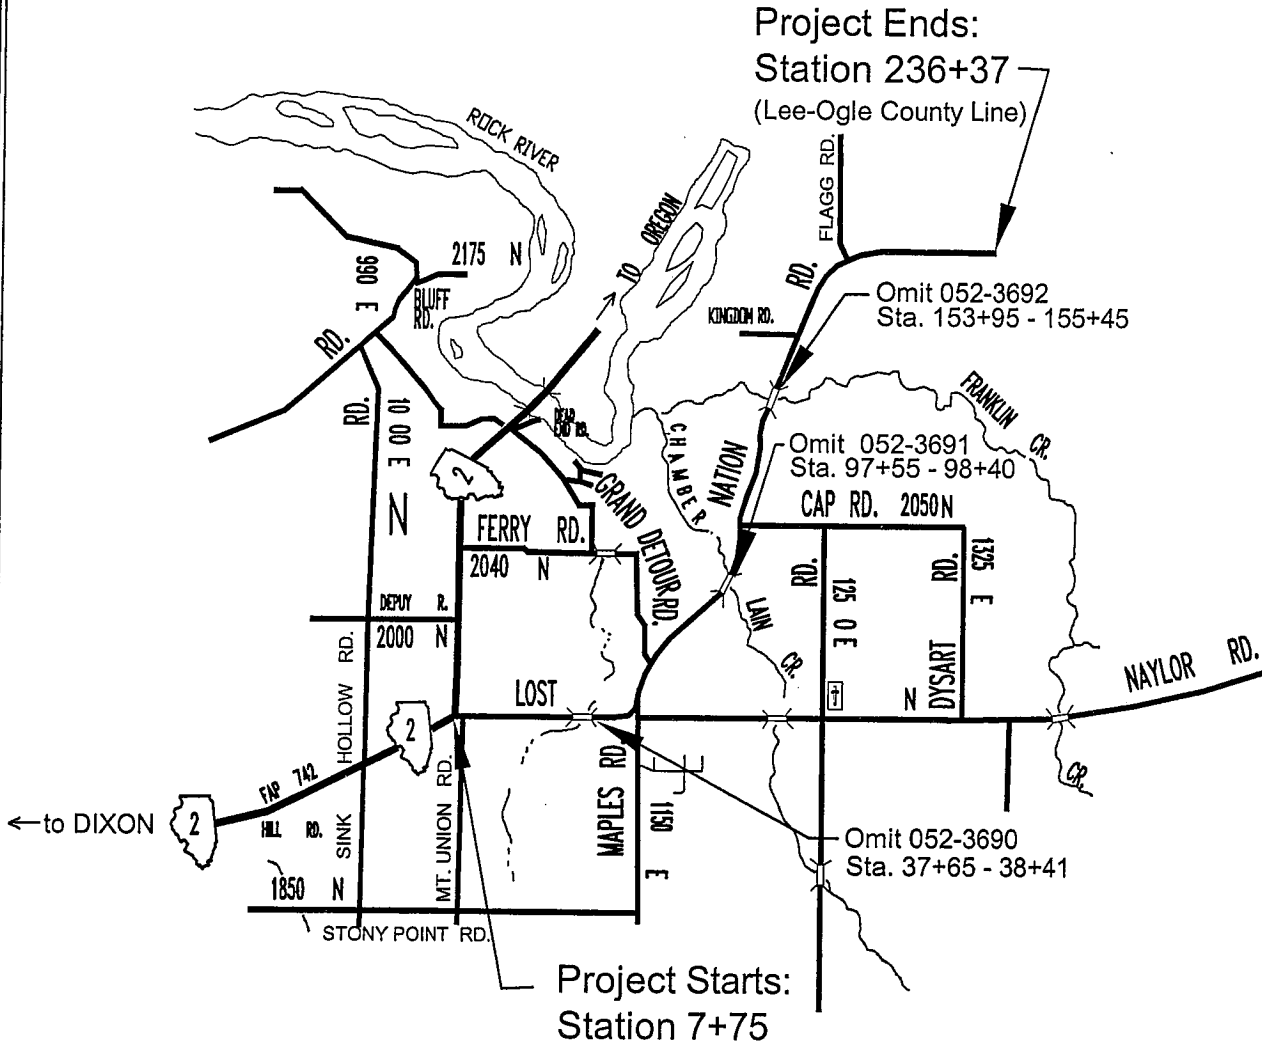 Project Ends:
Station 236+37
(Lee-Ogle County Line)
ROCK RIVER
FLAGG RD.
TO OREGON
2175 N
990 E
BLUFF
RD.
RD.
RD.
Omit 052-3692
Sta. 153+95 - 155+45
KINGDOM RD.
RD.
10 00 E
N
DEAD
END RD.
FRANKLIN
CR.
CHAMBER
NATION
Omit 052-3691
Sta. 97+55 - 98+40
2
GRAND DETOUR RD.
CAP RD. 2050N
FERRY RD.
2040 N
RD.
125 0 E
RD.
1325 E
DEPUY R.
2000 N
LAIN
CR.
HOLLOW RD.
LOST
N
DYSART
NAYLOR RD.
2
FAP 742
RD.
MAPLES
1150 E
CR.
to DIXON
2
HILL RD.
SINK
MT. UNION RD.
Omit 052-3690
Sta. 37+65 - 38+41
1850 N
STONY POINT RD.
Project Starts:
Station 7+75